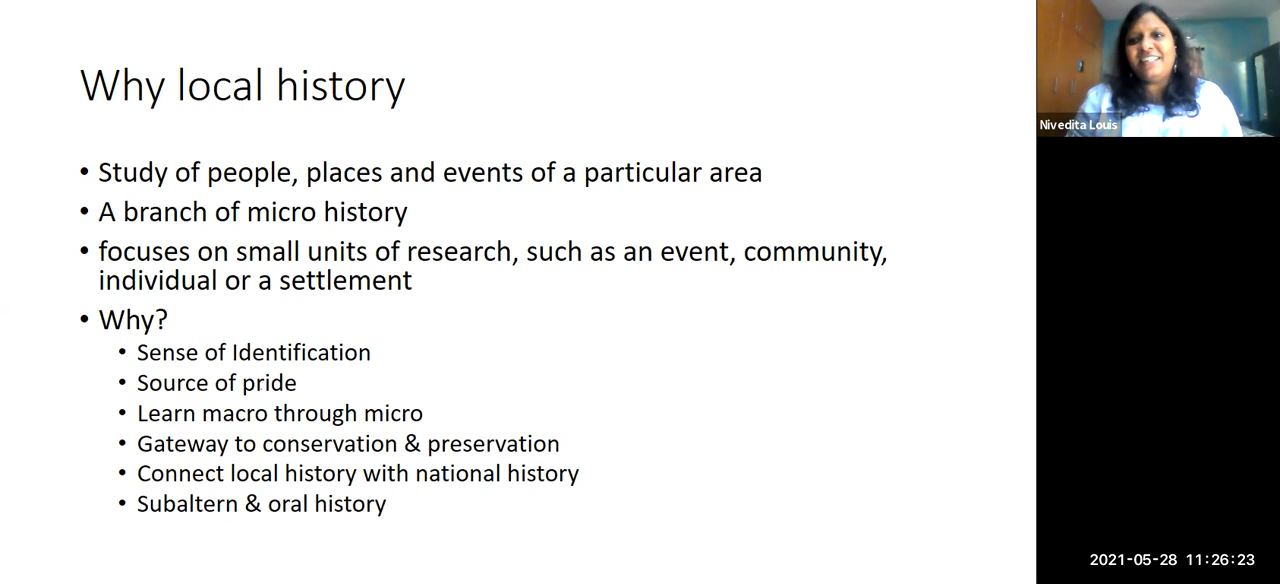 Why local history
• Study of people, places and events of a particular area
• A branch of micro history
• focuses on small units of research, such as an event, community,
individual or a settlement
• Why?
• Sense of Identification
• Source of pride
• Learn macro through micro
• Gateway to conservation & preservation
• Connect local history with national history
• Subaltern & oral history
Nivedita Louis
2021-05-28 11:26:23